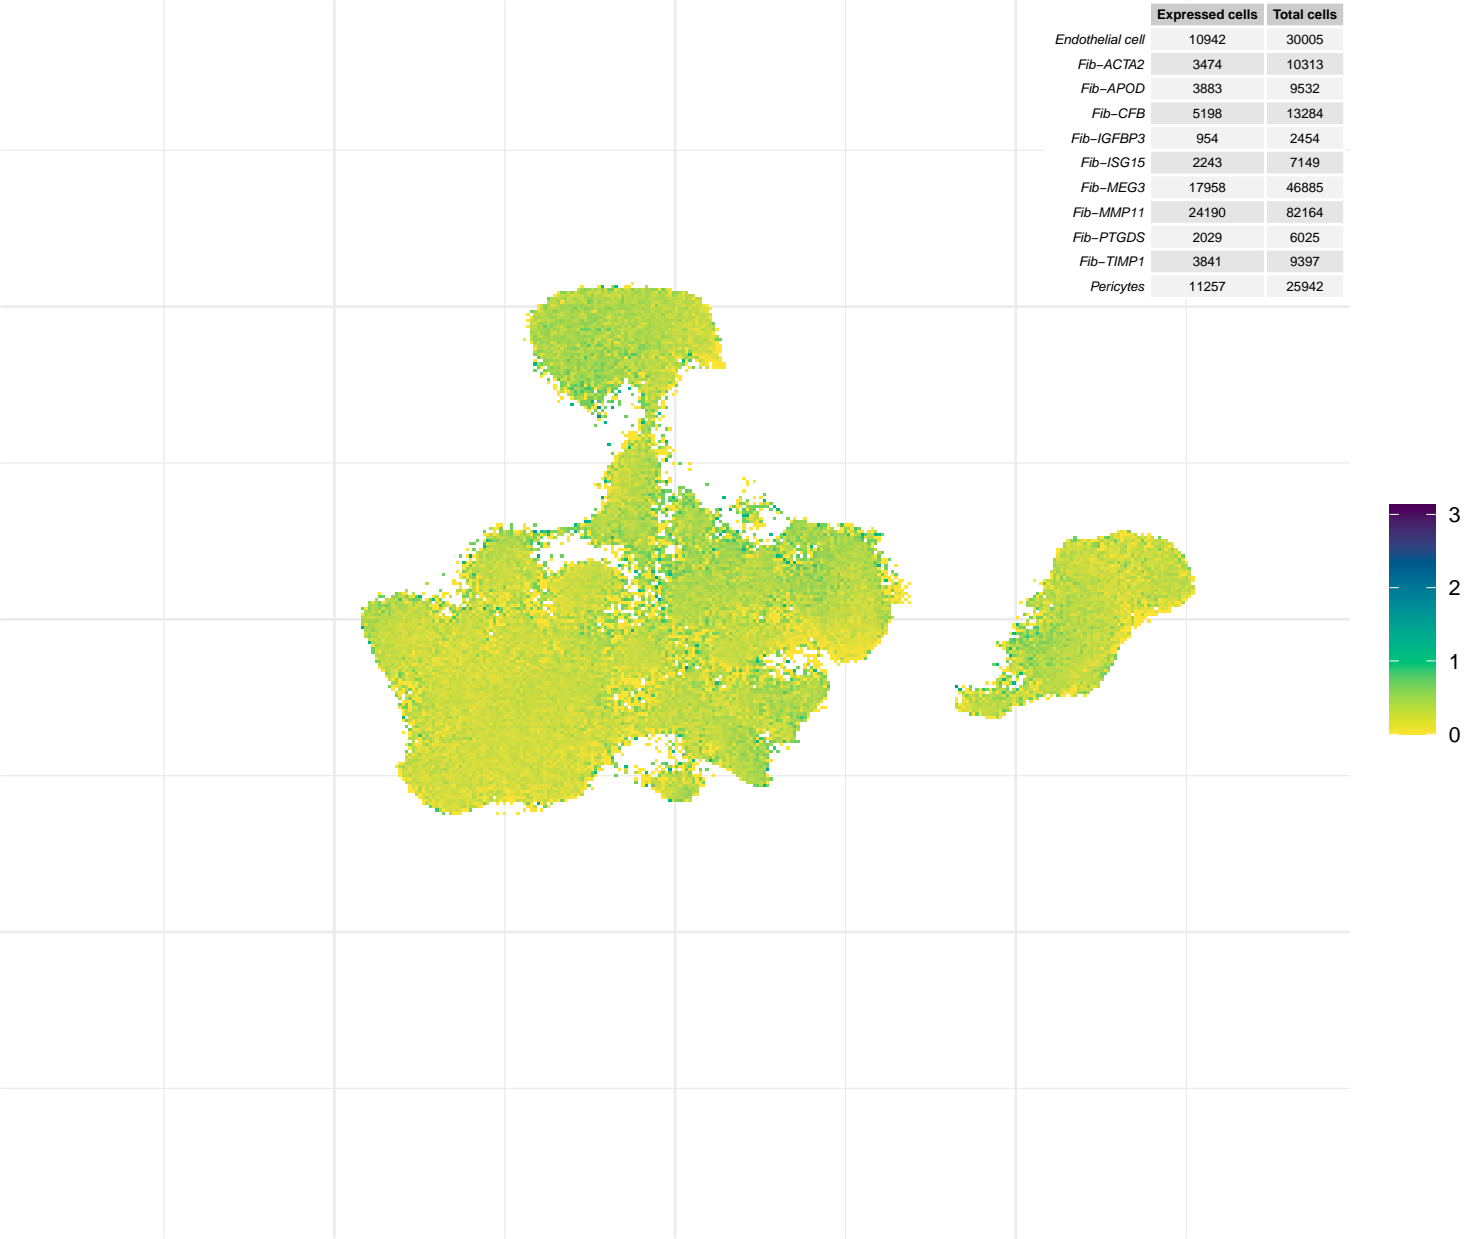 Expressed cells Total cells
Endothelial cell 10942 30005
Fib−ACTA2 3474 10313
Fib−APOD 3883 9532
Fib−CFB 5198 13284
Fib−IGFBP3 954 2454
Fib−ISG15 2243 7149
Fib−MEG3 17958 46885
Fib−MMP11 24190 82164
Fib−PTGDS 2029 6025
Fib−TIMP1 3841 9397
Pericytes 11257 25942
3
2
1
0